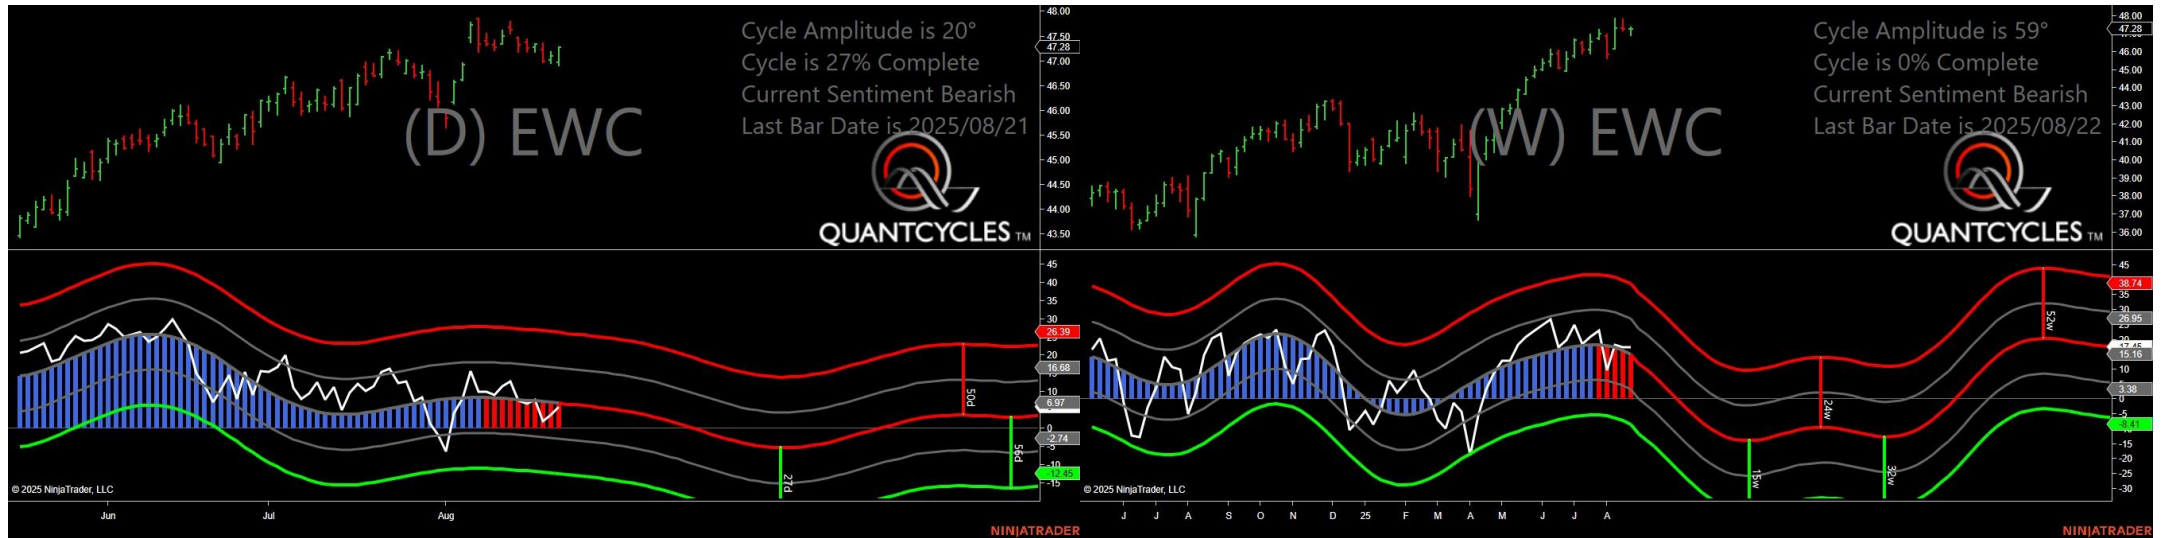 Cycle Amplitude is 20°
Cycle is 27% Complete
Current Sentiment Bearish
Last Bar Date is 2025/08/21
(D) EWC
QUANTCYCLES TM
48.00
47.50
47.28
47.00
46.50
46.00
45.50
45.00
44.50
44.00
43.50
45
40
35
30
26.39
20
16.68
10
6.97
0
-2.74
-5
-10
-12.45
-15
50d
56d
27d
© 2025 NinjaTrader, LLC
Jun
Jul
Aug
NINJATRADER
Cycle Amplitude is 59°
Cycle is 0% Complete
Current Sentiment Bearish
Last Bar Date is 2025/08/22
(W) EWC
QUANTCYCLES TM
48.00
47.28
46.00
45.00
44.00
43.00
42.00
41.00
40.00
39.00
38.00
37.00
36.00
45
38.74
35
26.95
20
15.16
10
3.38
0
-5
-8.41
-15
-20
-25
-30
52w
24w
15w
32w
© 2025 NinjaTrader, LLC
J
J
A
S
O
N
D
25
F
M
A
M
J
J
A
NINJATRADER